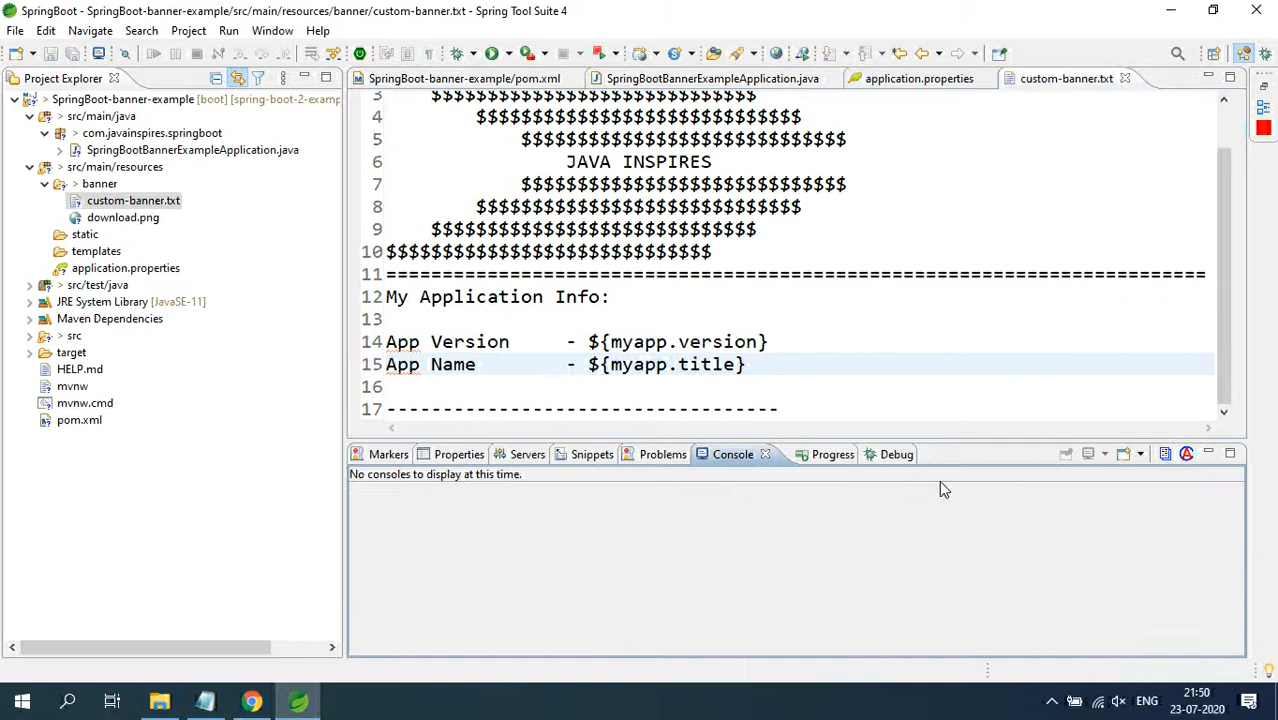 SpringBoot - SpringBoot-banner-example/src/main/resources/banner/custom-banner.txt - Spring Tool Suite 4
File Edit Navigate Search Project Run Window Help
Project Explorer
SpringBoot-banner-example [boot] [spring-boot-2-examp
src/main/java
com.javainspires.springboot
SpringBootBannerExampleApplication.java
src/main/resources
banner
custom-banner.txt
download.png
static
templates
application.properties
src/test/java
JRE System Library [JavaSE-11]
Maven Dependencies
src
target
HELP.md
mvnw
mvnw.cmd
pom.xml
SpringBoot-banner-example/pom.xml SpringBootBannerExampleApplication.java application.properties custom-banner.txt
3 $$$$$$$$$$$$$$$$$$$$$$$$$$$$$
4 $$$$$$$$$$$$$$$$$$$$$$$$$$$$$
5 $$$$$$$$$$$$$$$$$$$$$$$$$$$$$
6 JAVA INSPIRES
7 $$$$$$$$$$$$$$$$$$$$$$$$$$$$$
8 $$$$$$$$$$$$$$$$$$$$$$$$$$$$$
9 $$$$$$$$$$$$$$$$$$$$$$$$$$$$$
10 $$$$$$$$$$$$$$$$$$$$$$$$$$$$$
11 =========================================================================
12 My Application Info:
13
14 App Version - ${myapp.version}
15 App Name - ${myapp.title}
16
17 -----------------------------------
Markers Properties Servers Snippets Problems Console Progress Debug
No consoles to display at this time.
ENG
21:50
23-07-2020